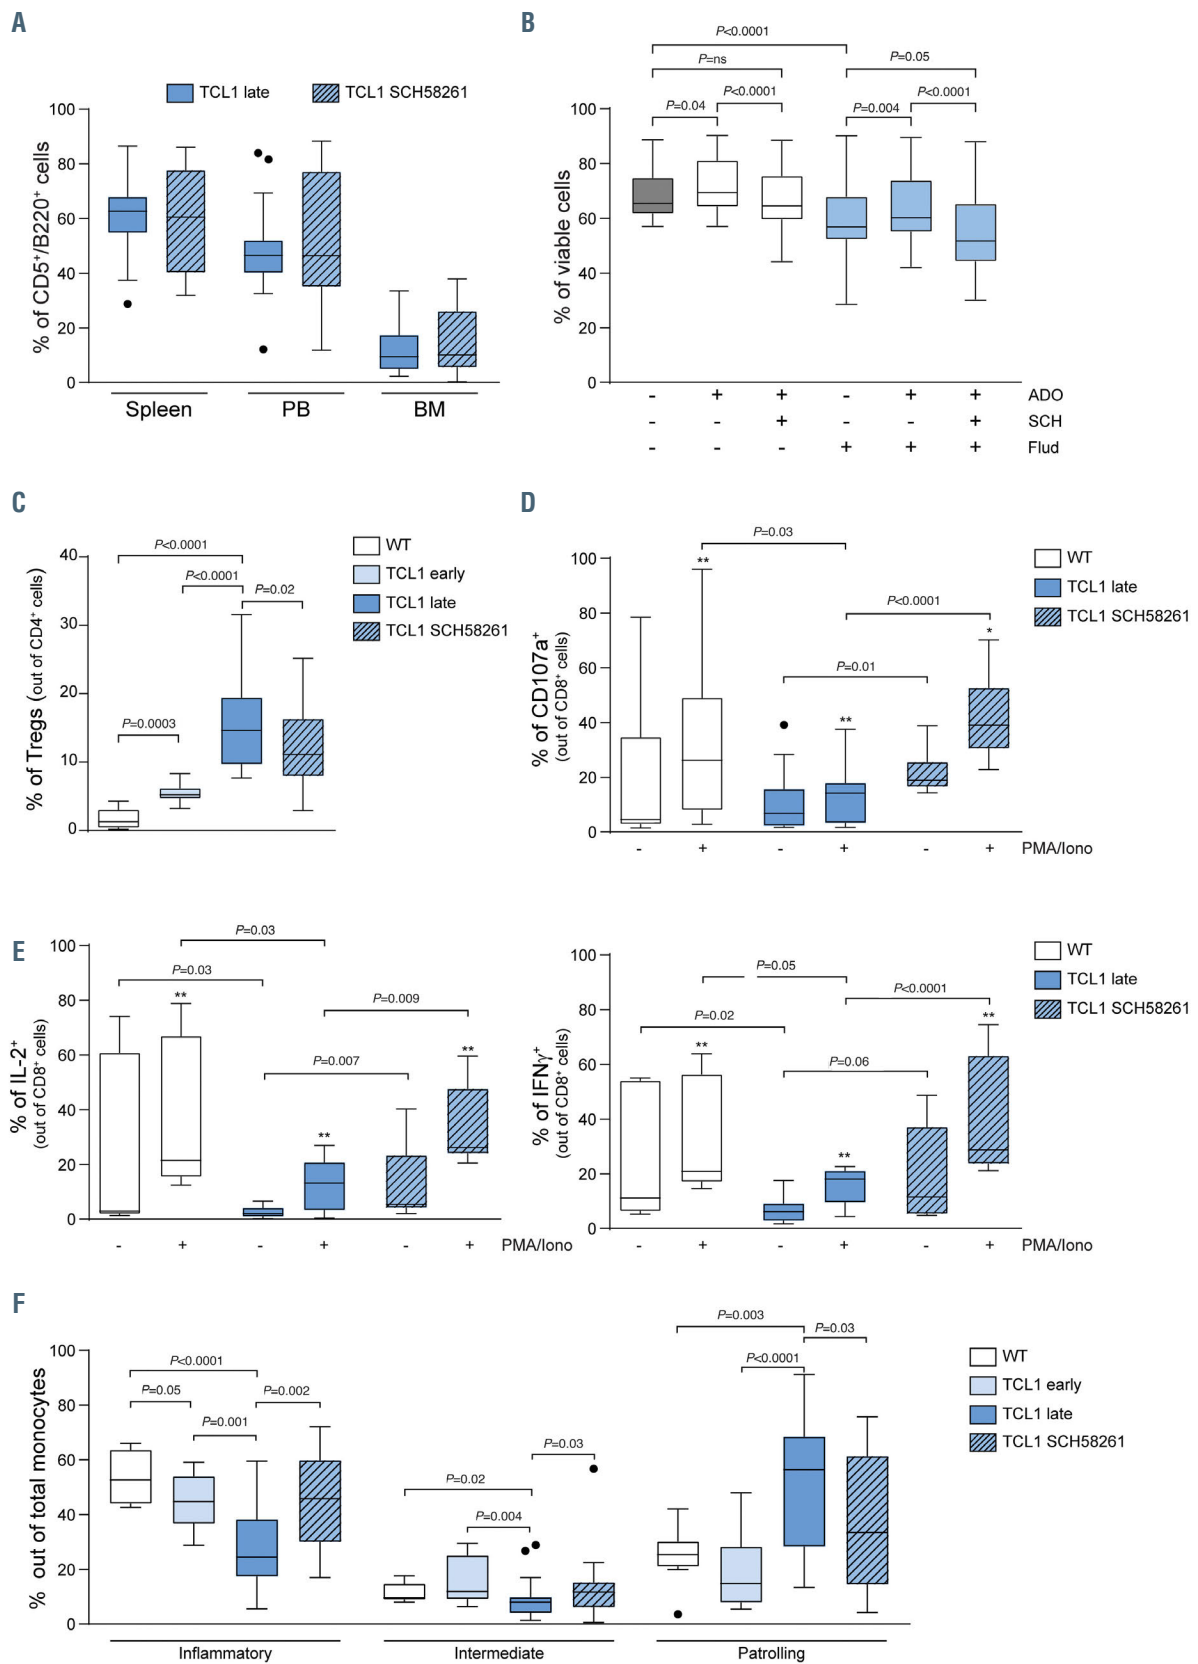 A
TCL1 late
TCL1 SCH58261
% of CD5+/B220+ cells
100
80
60
40
20
0
Spleen
PB
BM
B
P<0.0001
P=ns
P=0.05
P=0.04
P<0.0001
P=0.004
P<0.0001
% of viable cells
100
80
60
40
20
0
- + + - + + ADO
- - + - - + SCH
- - - + + + Flud
C
WT
TCL1 early
TCL1 late
TCL1 SCH58261
P<0.0001
P<0.0001
P=0.02
P=0.0003
% of Tregs (out of CD4+ cells)
40
30
20
10
0
D
WT
TCL1 late
TCL1 SCH58261
P=0.03
P<0.0001
P=0.01
**
**
*
% of CD107a+
(out of CD8+ cells)
100
80
60
40
20
0
- + - + - + PMA/Iono
E
P=0.03
P=0.03
P=0.009
P=0.007
**
**
**
% of IL-2+
(out of CD8+ cells)
100
80
60
40
20
0
- + - + - + PMA/Iono
WT
TCL1 late
TCL1 SCH58261
P=0.05
P<0.0001
P=0.02
P=0.06
**
**
**
% of IFNγ+
(out of CD8+ cells)
100
80
60
40
20
0
- + - + - + PMA/Iono
F
WT
TCL1 early
TCL1 late
TCL1 SCH58261
P<0.0001
P=0.05
P=0.002
P=0.001
P=0.02
P=0.03
P=0.004
P=0.003
P=0.03
P<0.0001
% out of total monocytes
100
80
60
40
20
0
Inflammatory
Intermediate
Patrolling